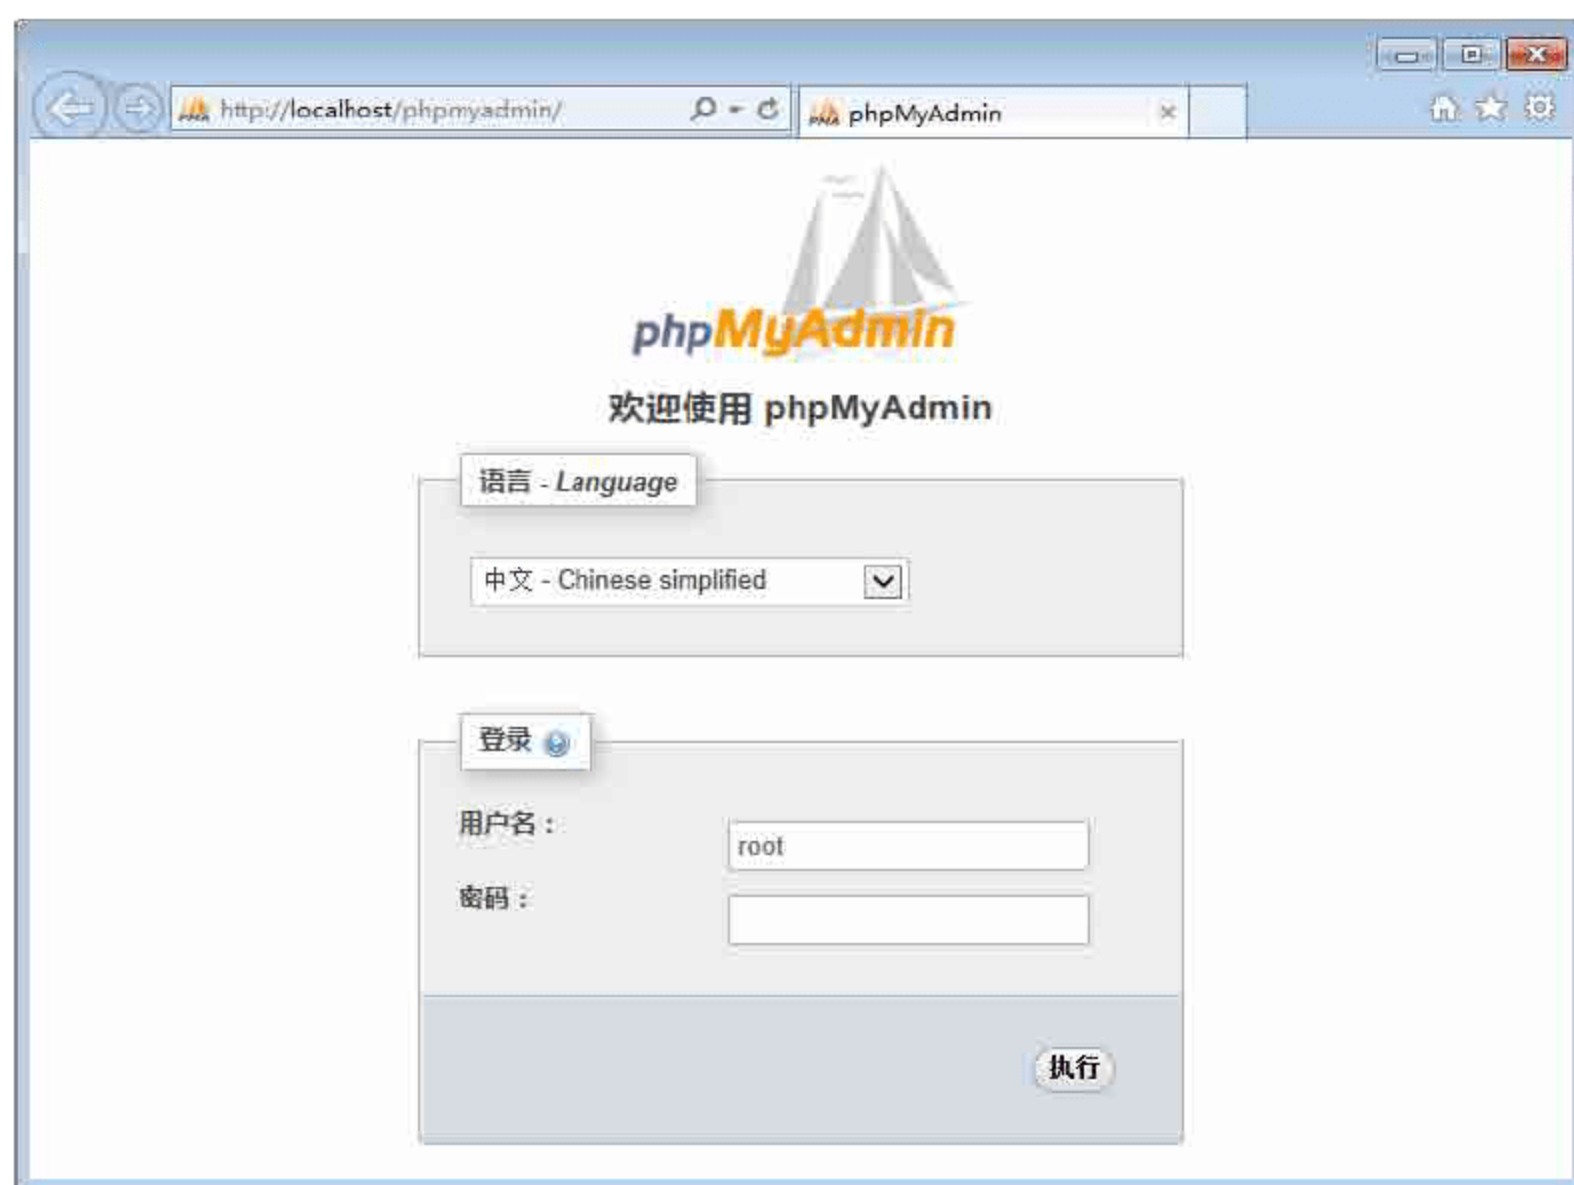 http://localhost/phpmyadmin/
phpMyAdmin
phpMyAdmin
欢迎使用 phpMyAdmin
语言 - Language
中文 - Chinese simplified
登录
用户名：
root
密码：
执行